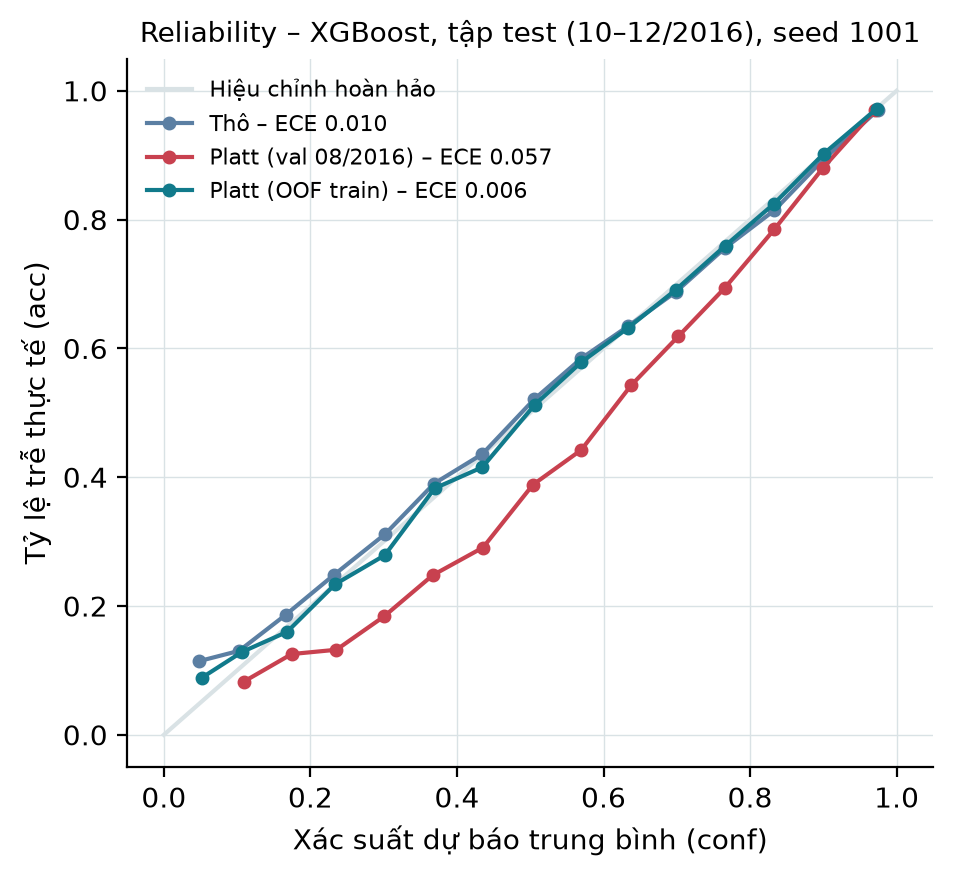 Reliability – XGBoost, tập test (10–12/2016), seed 1001
Hiệu chỉnh hoàn hảo
Thô – ECE 0.010
Platt (val 08/2016) – ECE 0.057
Platt (OOF train) – ECE 0.006
Tỷ lệ trễ thực tế (acc)
1.0
0.8
0.6
0.4
0.2
0.0
0.0 0.2 0.4 0.6 0.8 1.0
Xác suất dự báo trung bình (conf)